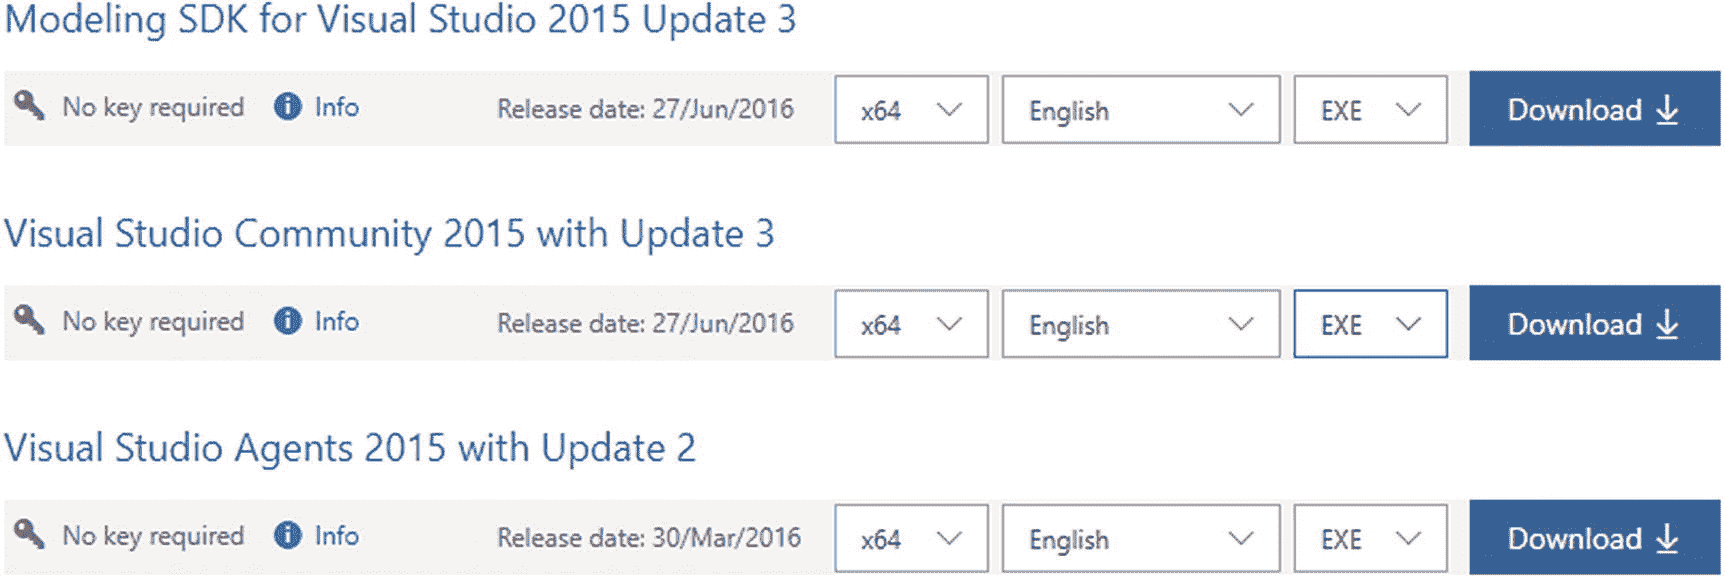 Modeling SDK for Visual Studio 2015 Update 3
No key required Info Release date: 27/Jun/2016 x64 English EXE Download
Visual Studio Community 2015 with Update 3
No key required Info Release date: 27/Jun/2016 x64 English EXE Download
Visual Studio Agents 2015 with Update 2
No key required Info Release date: 30/Mar/2016 x64 English EXE Download